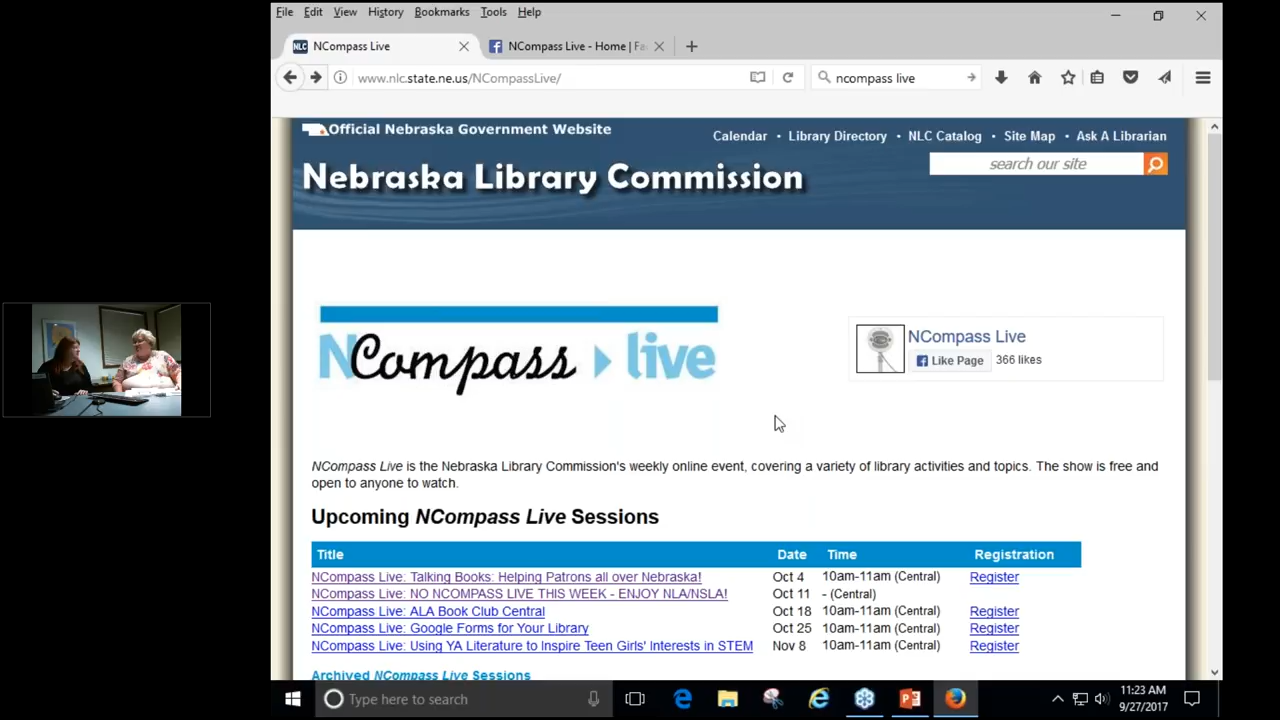 File Edit View History Bookmarks Tools Help
NCompass Live
NCompass Live - Home | Fa
www.nlc.state.ne.us/NCompassLive/
ncompass live
Official Nebraska Government Website
Calendar • Library Directory • NLC Catalog • Site Map • Ask A Librarian
Nebraska Library Commission
search our site
NCompass live
NCompass Live
Like Page 366 likes
NCompass Live is the Nebraska Library Commission's weekly online event, covering a variety of library activities and topics. The show is free and
open to anyone to watch.
Upcoming NCompass Live Sessions
Title Date Time Registration
NCompass Live: Talking Books: Helping Patrons all over Nebraska! Oct 4 10am-11am (Central) Register
NCompass Live: NO NCOMPASS LIVE THIS WEEK - ENJOY NLA/NSLA! Oct 11 - (Central)
NCompass Live: ALA Book Club Central Oct 18 10am-11am (Central) Register
NCompass Live: Google Forms for Your Library Oct 25 10am-11am (Central) Register
NCompass Live: Using YA Literature to Inspire Teen Girls' Interests in STEM Nov 8 10am-11am (Central) Register
Archived NCompass Live Sessions
Type here to search
11:23 AM
9/27/2017